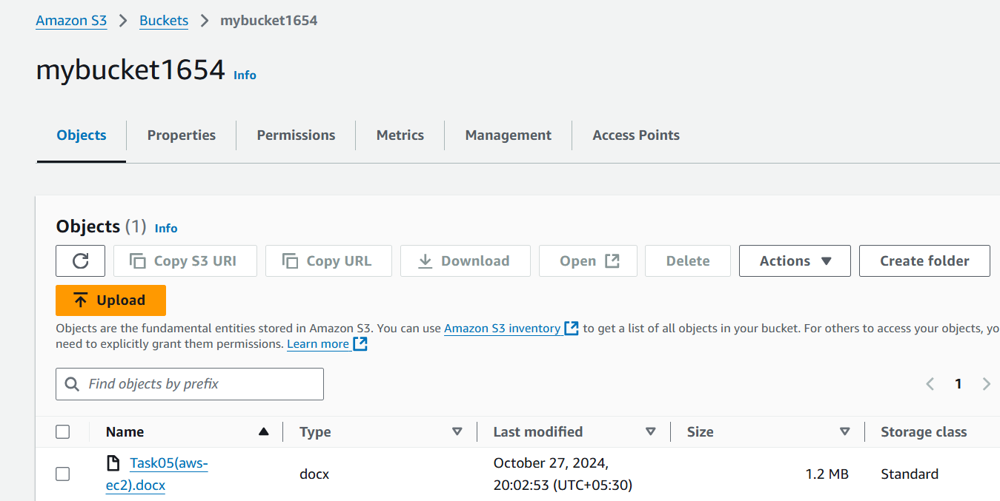 Amazon S3 > Buckets > mybucket1654
mybucket1654 Info
Objects Properties Permissions Metrics Management Access Points
Objects (1) Info
Copy S3 URI Copy URL Download Open Delete Actions Create folder
Upload
Objects are the fundamental entities stored in Amazon S3. You can use Amazon S3 inventory to get a list of all objects in your bucket. For others to access your objects, yo
need to explicitly grant them permissions. Learn more
Find objects by prefix
1
Name Type Last modified Size Storage class
Task05(aws-
ec2).docx
docx
October 27, 2024,
20:02:53 (UTC+05:30)
1.2 MB
Standard